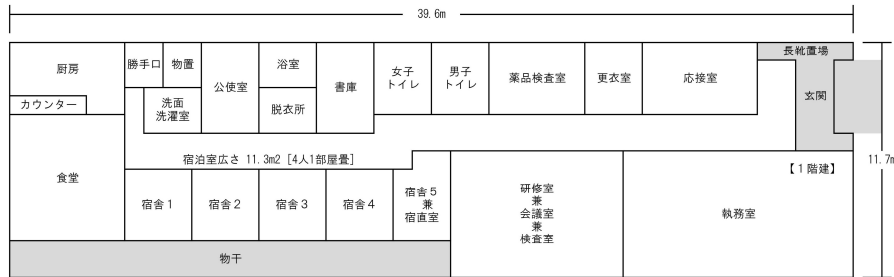 39.6m
長靴置場
厨房
勝手口
物置
公使室
浴室
書庫
女子
トイレ
男子
トイレ
薬品検査室
更衣室
応接室
玄関
カウンター
洗面
洗濯室
脱衣所
宿泊室広さ 11.3m2 [4人1部屋畳]
【1階建】
11.7m
食堂
宿舎1
宿舎2
宿舎3
宿舎4
宿舎5
兼
宿直室
研修室
兼
会議室
兼
検査室
執務室
物干